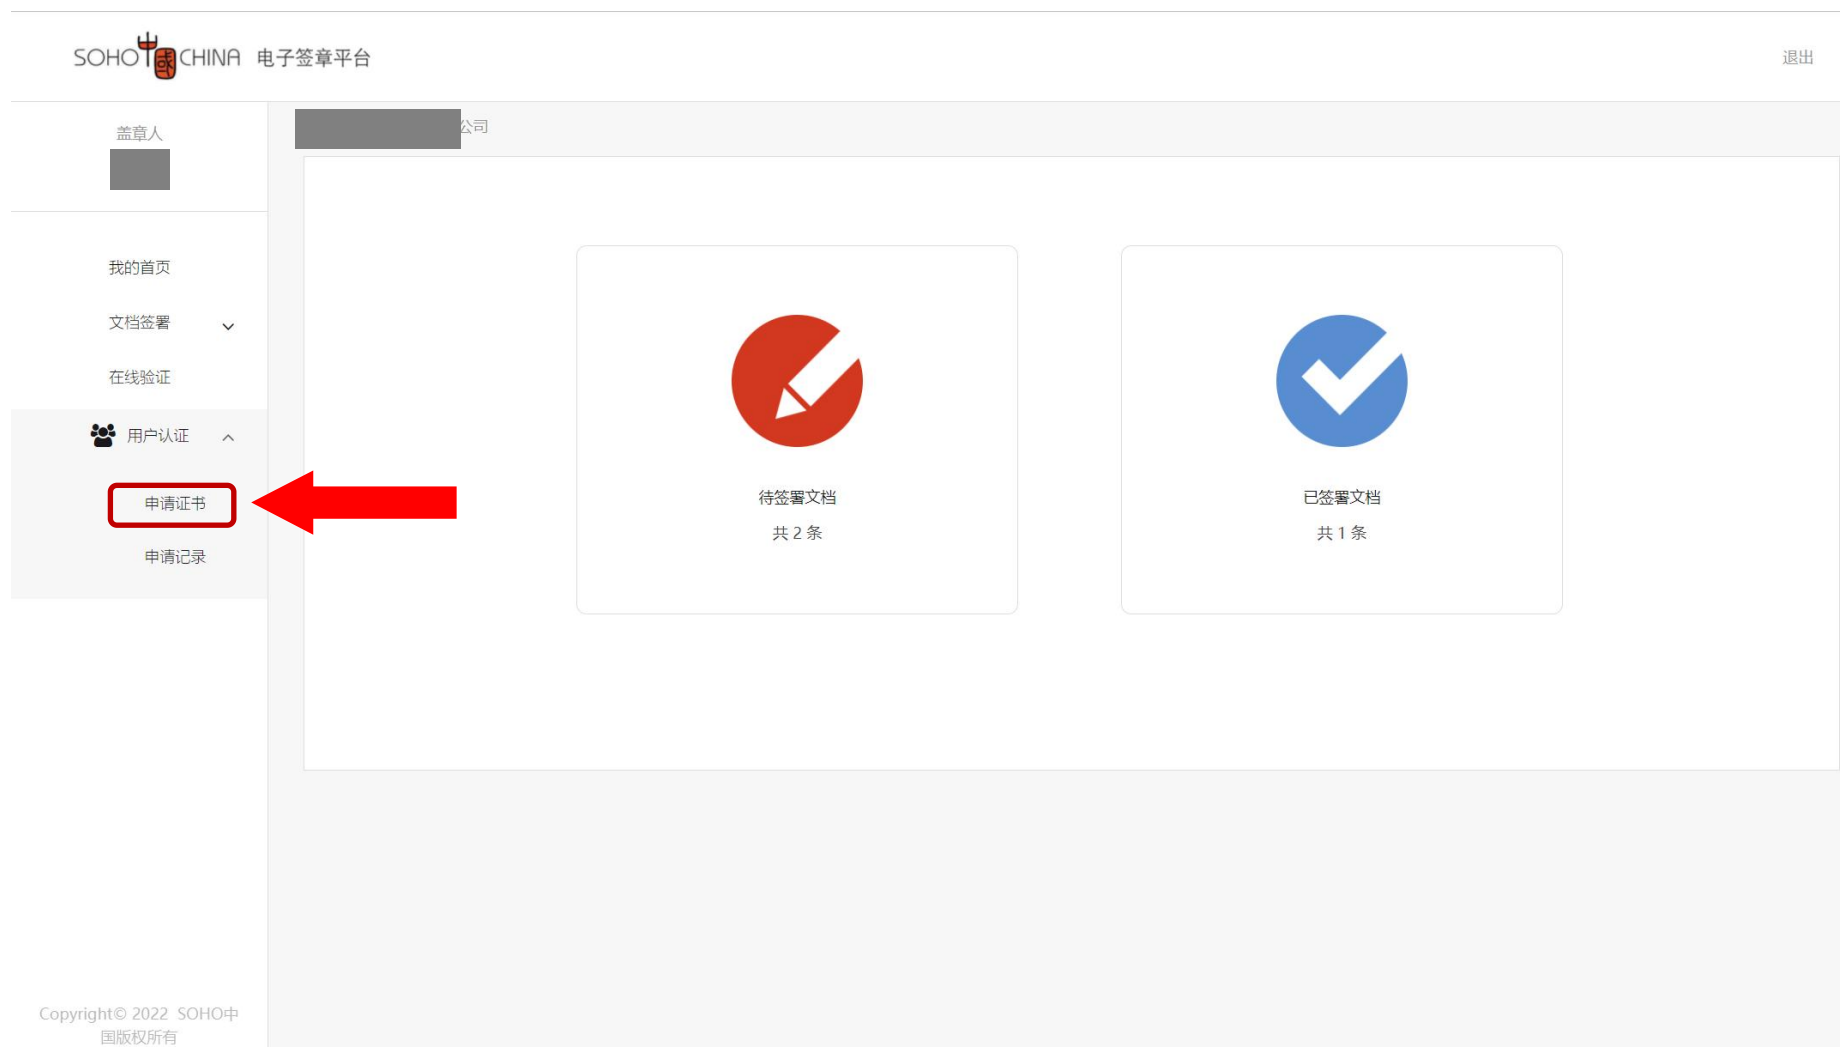 SOHO中国CHINA 电子签章平台
退出
盖章人
公司
我的首页
文档签署
在线验证
用户认证
申请证书
申请记录
待签署文档
共 2 条
已签署文档
共 1 条
Copyright© 2022 SOHO中
国版权所有